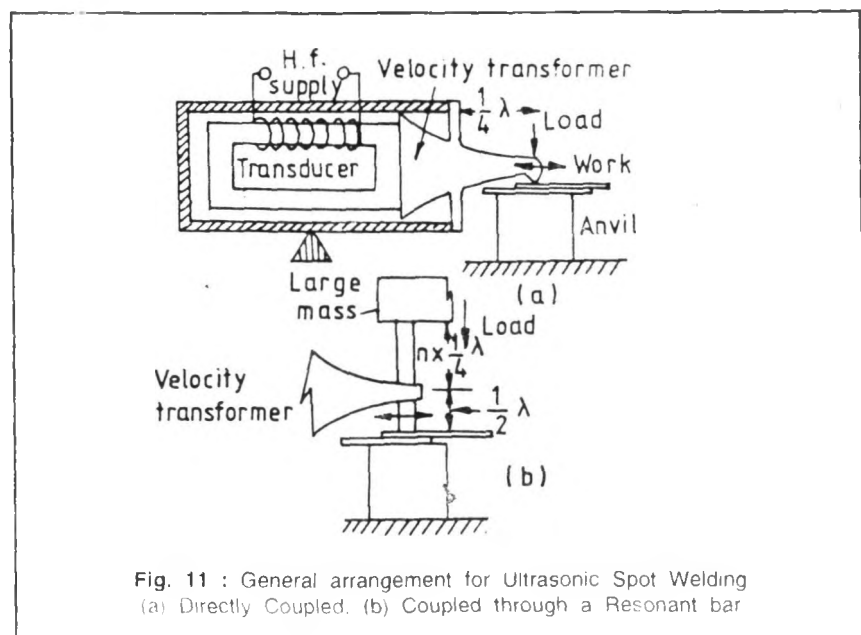 H.f.
supply
Velocity transformer
1/4 λ
Load
Transducer
Work
Anvil
Large
mass
(a)
Load
n× 1/4 λ
Velocity
transformer
1/2 λ
(b)
Fig. 11 : General arrangement for Ultrasonic Spot Welding
(a) Directly Coupled, (b) Coupled through a Resonant bar